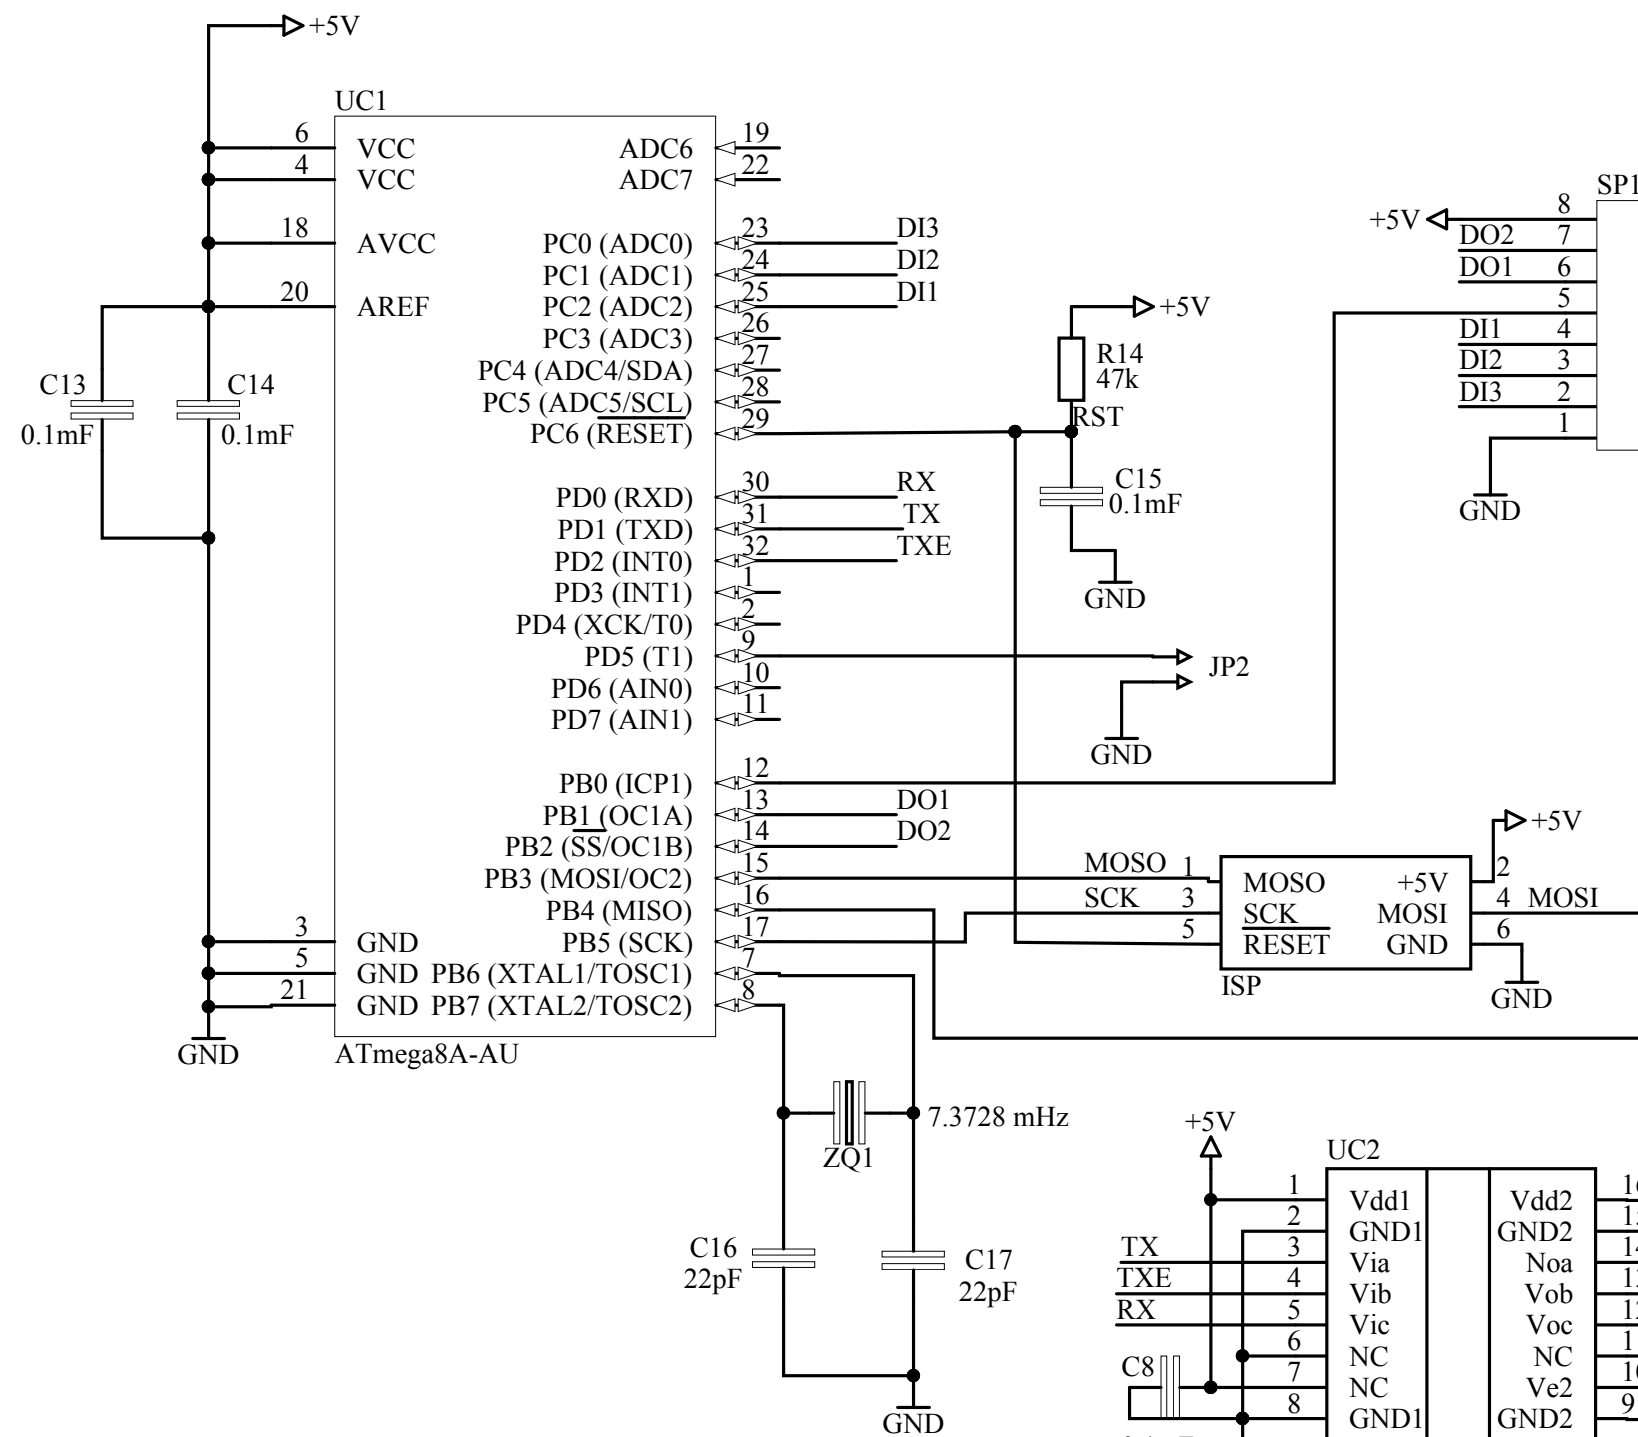 +5V
UC1
6 VCC ADC6 19
4 VCC ADC7 22
18 AVCC PC0 (ADC0) 23 DI3
PC1 (ADC1) 24 DI2
20 AREF PC2 (ADC2) 25 DI1
PC3 (ADC3) 26
PC4 (ADC4/SDA) 27
PC5 (ADC5/SCL) 28
PC6 (RESET) 29
C13
0.1mF
C14
0.1mF
PD0 (RXD) 30 RX
PD1 (TXD) 31 TX
PD2 (INT0) 32 TXE
PD3 (INT1) 1
PD4 (XCK/T0) 2
PD5 (T1) 9
PD6 (AIN0) 10
PD7 (AIN1) 11
PB0 (ICP1) 12
PB1 (OC1A) 13 DO1
PB2 (SS/OC1B) 14 DO2
PB3 (MOSI/OC2) 15
PB4 (MISO) 16
3 GND PB5 (SCK) 17
5 GND PB6 (XTAL1/TOSC1) 7
21 GND PB7 (XTAL2/TOSC2) 8
GND
ATmega8A-AU
+5V
R14
47k
RST
C15
0.1mF
GND
JP2
GND
SP1
+5V 8
DO2 7
DO1 6
5
DI1 4
DI2 3
DI3 2
1
GND
+5V
MOSO 1 MOSO +5V 2
SCK 3 SCK MOSI 4 MOSI
5 RESET GND 6
ISP
GND
7.3728 mHz
ZQ1
C16
22pF
C17
22pF
GND
+5V
UC2
1 Vdd1 Vdd2
2 GND1 GND2
TX 3 Via Noa
TXE 4 Vib Vob
RX 5 Vic Voc
6 NC NC
C8 7 NC Ve2
8 GND1 GND2 9